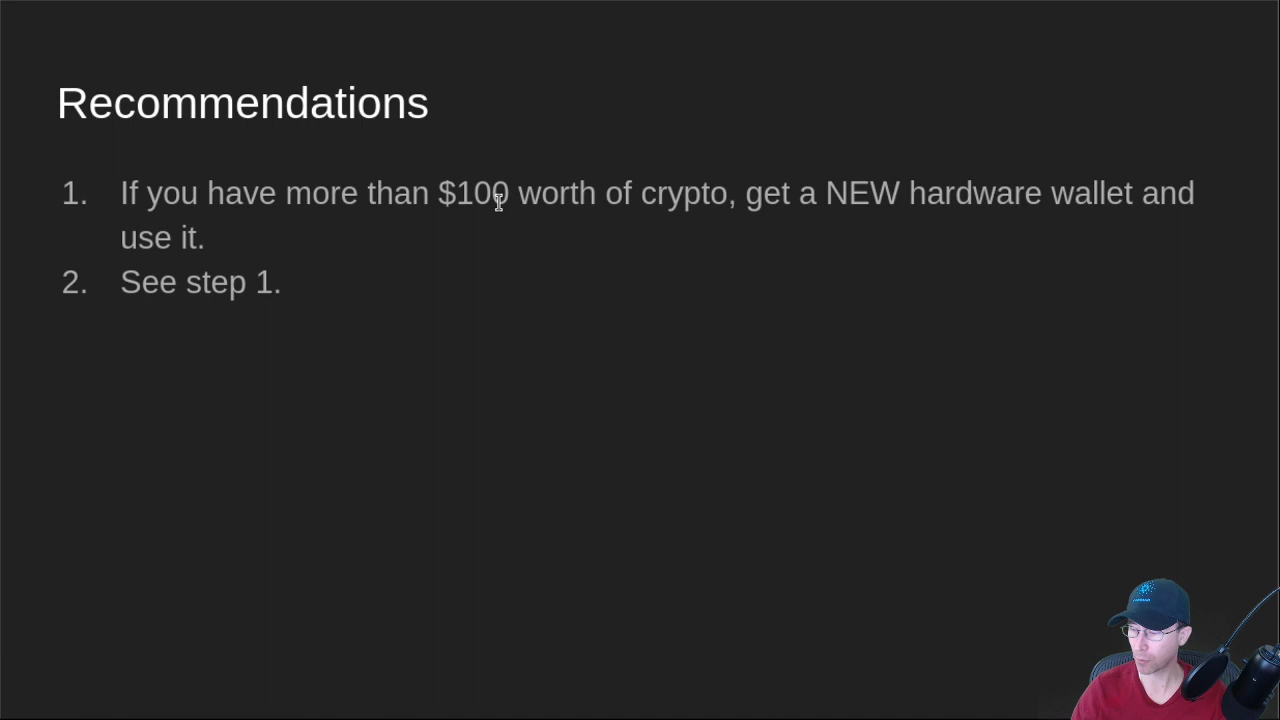 Recommendations
1. If you have more than $100 worth of crypto, get a NEW hardware wallet and
use it.
2. See step 1.